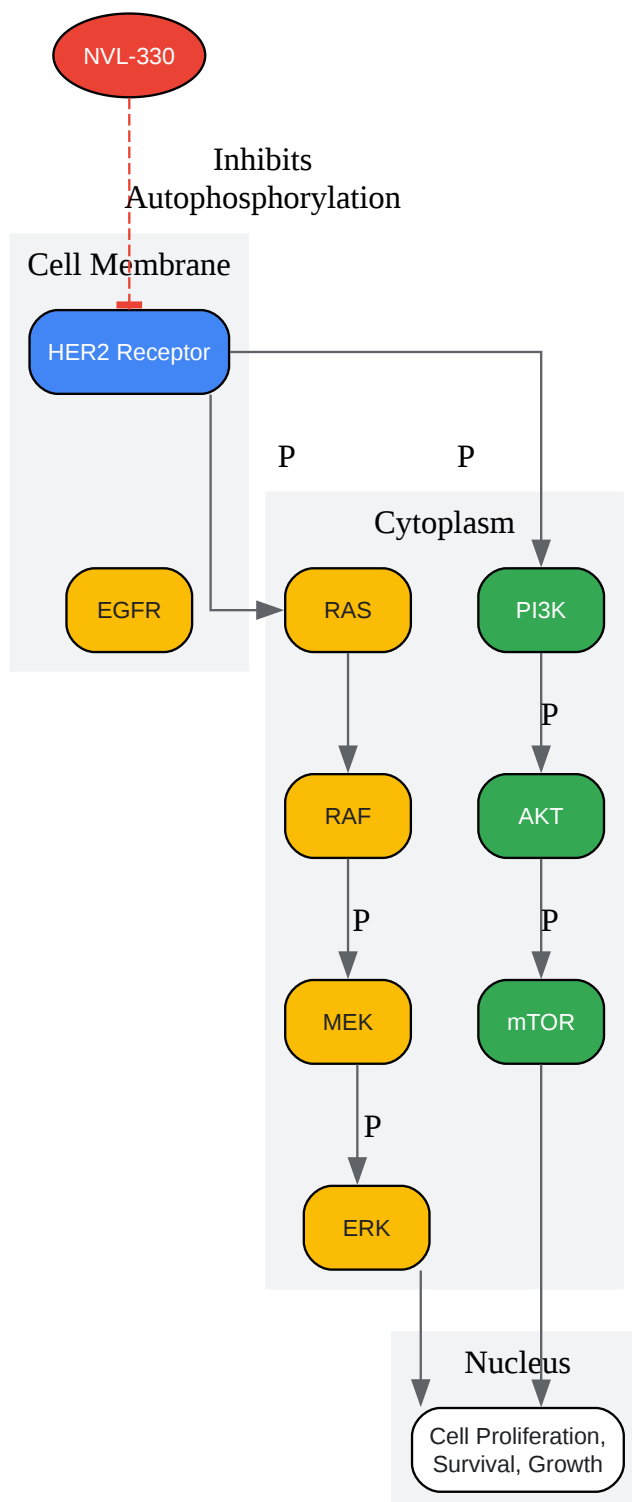 NVL-330
Inhibits
Autophosphorylation
Cell Membrane
HER2 Receptor
P
P
Cytoplasm
EGFR
RAS
PI3K
P
RAF
AKT
P
P
MEK
mTOR
P
ERK
Nucleus
Cell Proliferation,
Survival, Growth